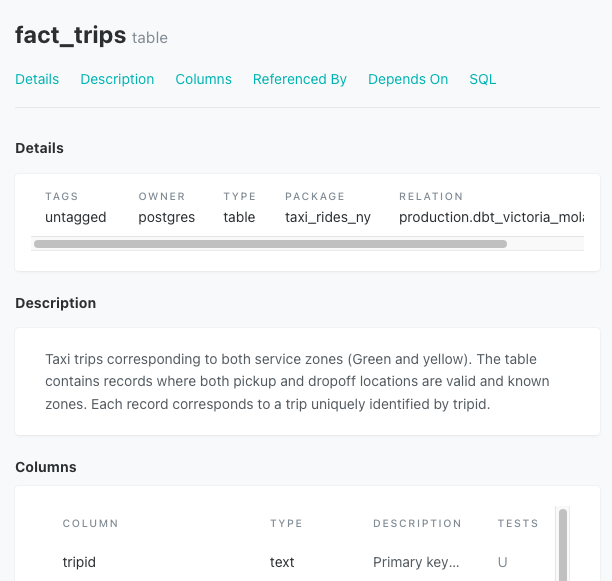 fact_trips table
Details Description Columns Referenced By Depends On SQL
Details
TAGS OWNER TYPE PACKAGE RELATION
untagged postgres table taxi_rides_ny production.dbt_victoria_mola
Description
Taxi trips corresponding to both service zones (Green and yellow). The table
contains records where both pickup and dropoff locations are valid and known
zones. Each record corresponds to a trip uniquely identified by tripid.
Columns
COLUMN TYPE DESCRIPTION TESTS
tripid text Primary key... U